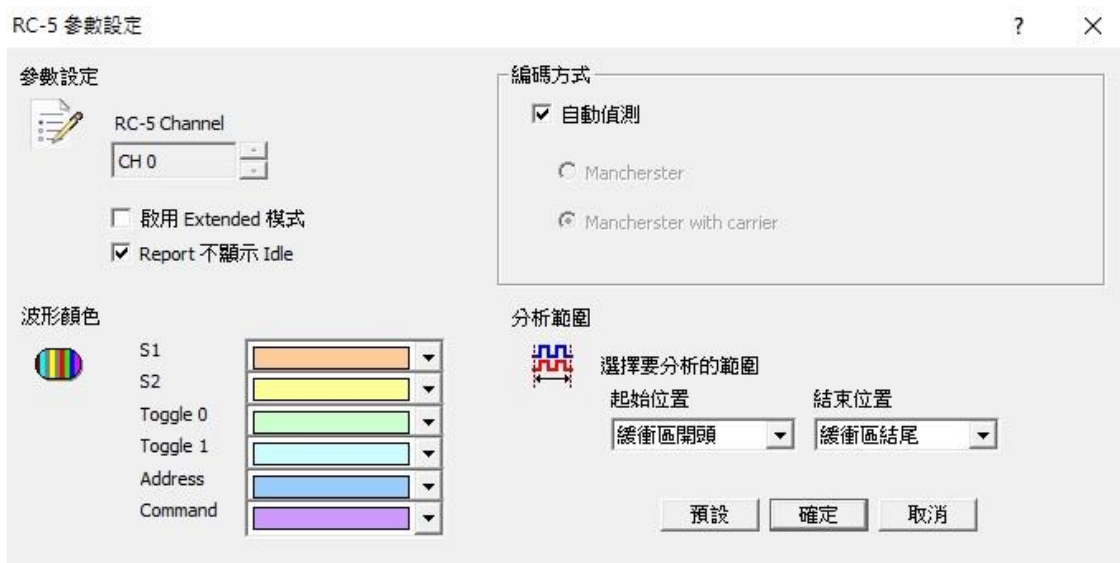 RC-5 參數設定
?
參數設定
RC-5 Channel
CH 0
啟用 Extended 模式
Report 不顯示 Idle
編碼方式
自動偵測
Mancherster
Mancherster with carrier
波形顏色
S1
S2
Toggle 0
Toggle 1
Address
Command
分析範圍
選擇要分析的範圍
起始位置 結束位置
緩衝區開頭 緩衝區結尾
預設 確定 取消